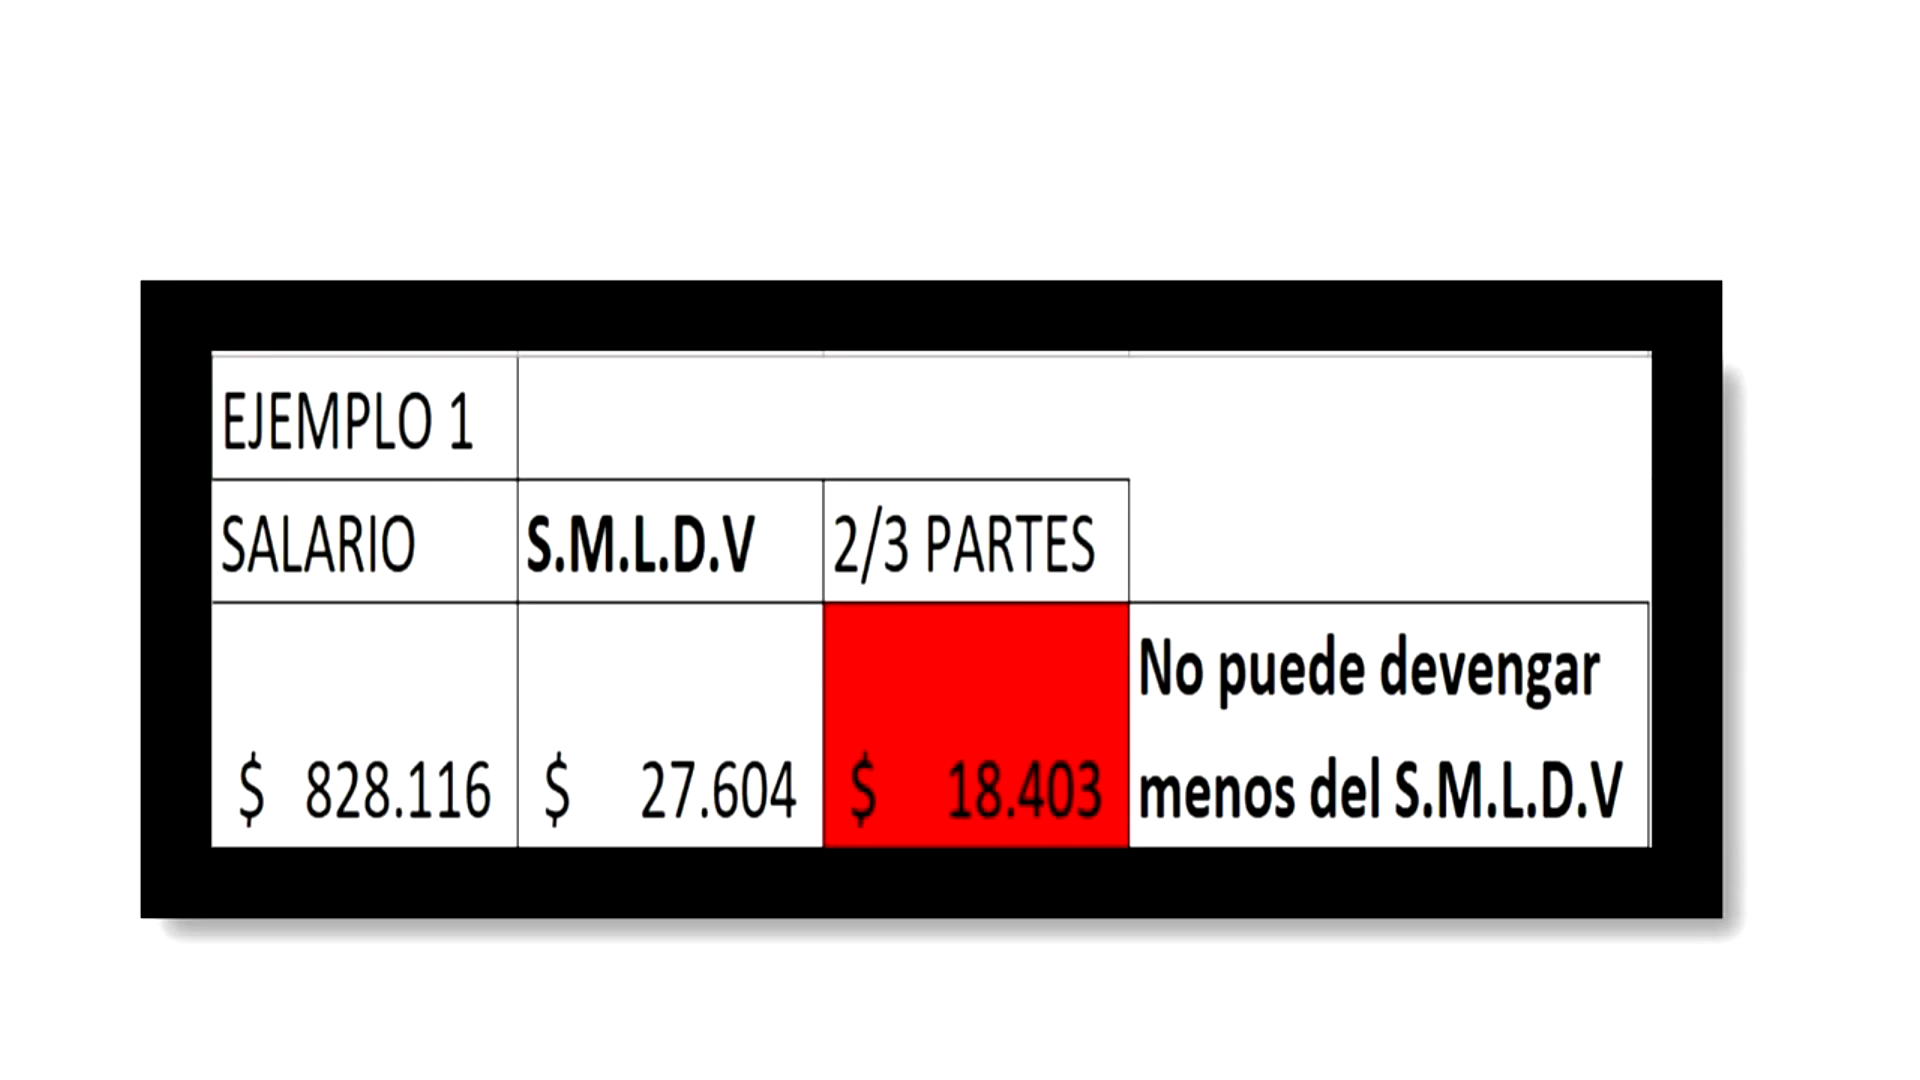 EJEMPLO 1
SALARIO S.M.L.D.V 2/3 PARTES
No puede devengar
$ 828.116 $ 27.604 $ 18.403 menos del S.M.L.D.V